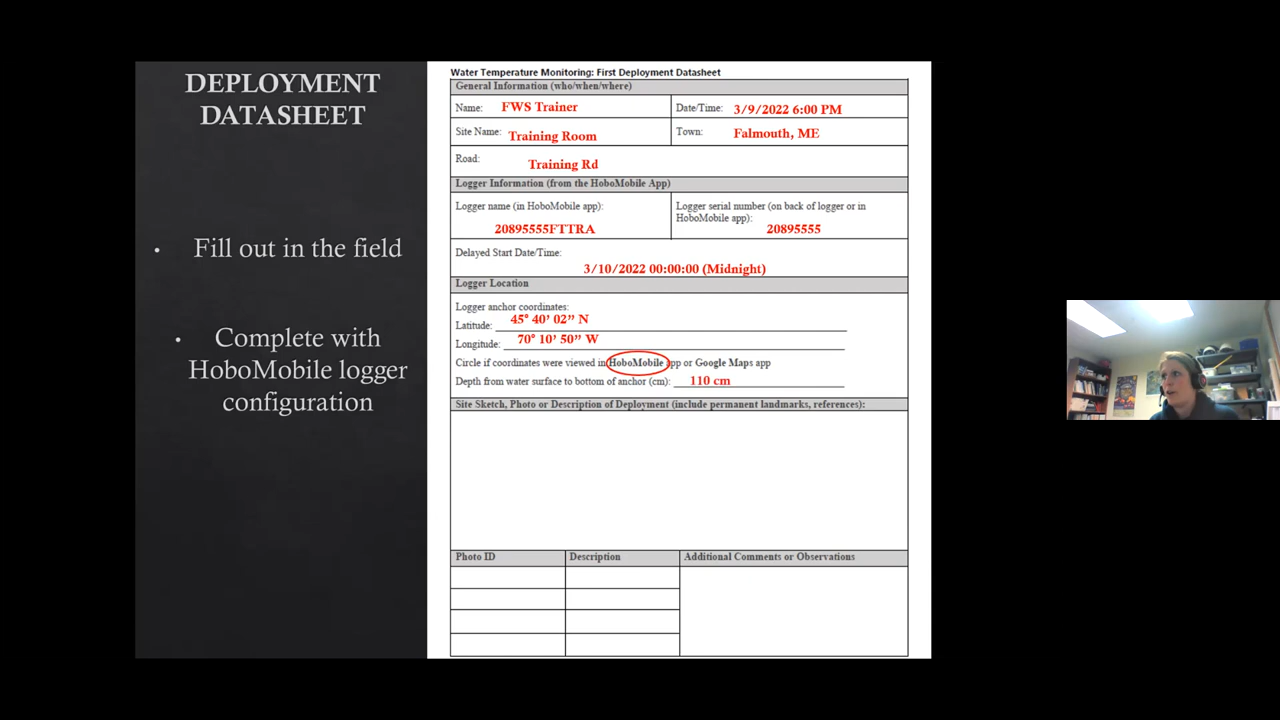 DEPLOYMENT
DATASHEET
• Fill out in the field
• Complete with
HoboMobile logger
configuration
Water Temperature Monitoring: First Deployment Datasheet
General Information (who/when/where)
Name: FWS Trainer
Date/Time: 3/9/2022 6:00 PM
Site Name: Training Room
Town: Falmouth, ME
Road: Training Rd
Logger Information (from the HoboMobile App)
Logger name (in HoboMobile app):
20895555FTTRA
Logger serial number (on back of logger or in
HoboMobile app):
20895555
Delayed Start Date/Time:
3/10/2022 00:00:00 (Midnight)
Logger Location
Logger anchor coordinates:
Latitude: 45° 40' 02” N
Longitude: 70° 10' 50” W
Circle if coordinates were viewed in HoboMobile app or Google Maps app
Depth from water surface to bottom of anchor (cm): 110 cm
Site Sketch, Photo or Description of Deployment (include permanent landmarks, references):
Photo ID Description Additional Comments or Observations